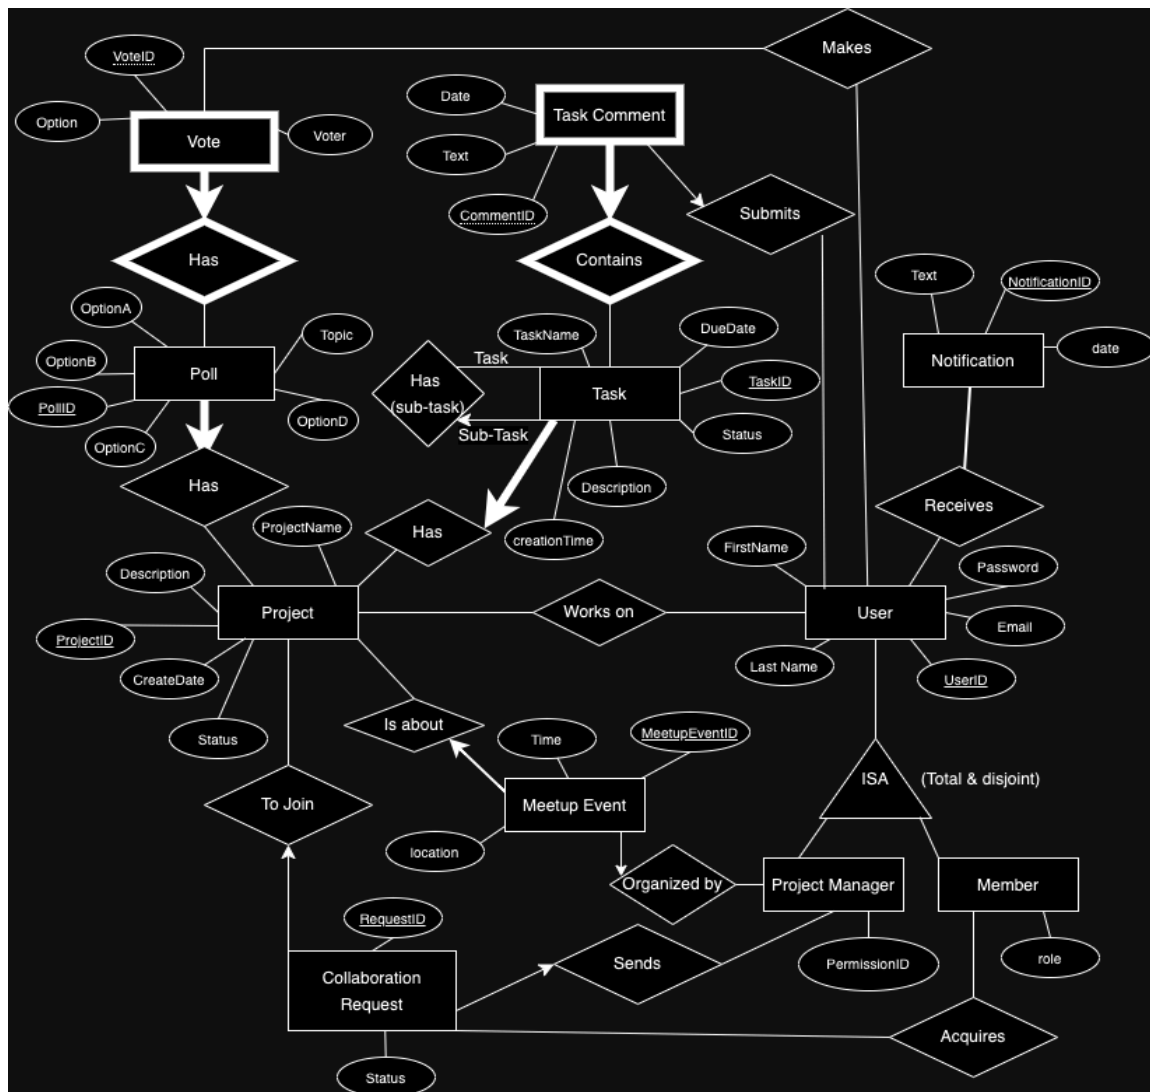 Makes
VoteID
Option
Vote
Voter
Date
Task Comment
Text
CommentID
Submits
Has
Contains
Text
NotificationID
OptionA
Topic
TaskName
DueDate
Notification
date
OptionB
Poll
Task
Has
(sub-task)
Task
TaskID
PollID
OptionD
OptionC
Sub-Task
Status
Has
Description
Receives
ProjectName
Has
creationTime
FirstName
Password
Description
Project
Works on
User
Email
ProjectID
CreateDate
Last Name
UserID
Status
Is about
Time
MeetupEventID
ISA
(Total & disjoint)
To Join
Meetup Event
location
Organized by
Project Manager
Member
RequestID
Sends
PermissionID
role
Collaboration
Request
Acquires
Status